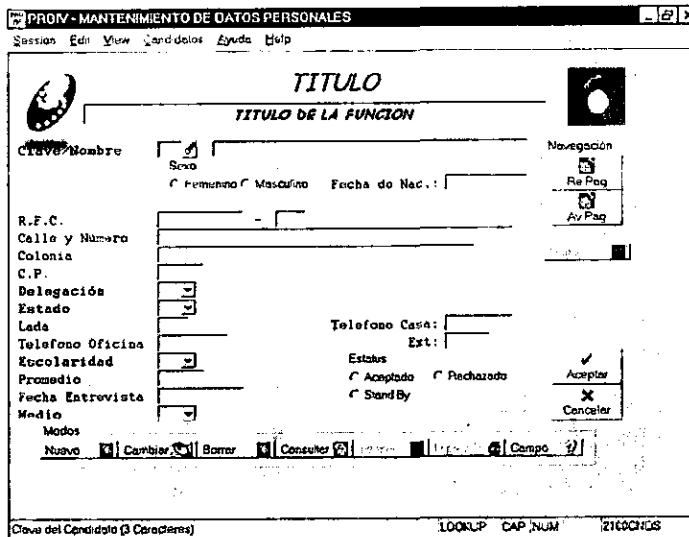 PROIV - MANTENIMIENTO DE DATOS PERSONALES
Session Edit View Candidatos Ayuda Help
TITULO
TITULO DE LA FUNCION
Clave/Nombre
Navegación
Sexo
Femenino Masculino Fecha de Nac.:
Re Pag
Av Pag
R.F.C. -
Calle y Numero
Colonia
C.P.
Delegación
Estado
Lada Telefono Casa:
Telefono Oficina Ext:
Escolaridad Estatus
Promedio Aceptado Rechazado Aceptar
Fecha Entrevista Stand By
Medio Cancelar
Modos
Nuevo Cambiar Borrar Consultar Campo
Clave del Candidato (3 Caracteres) LOOKUP CAP NUM